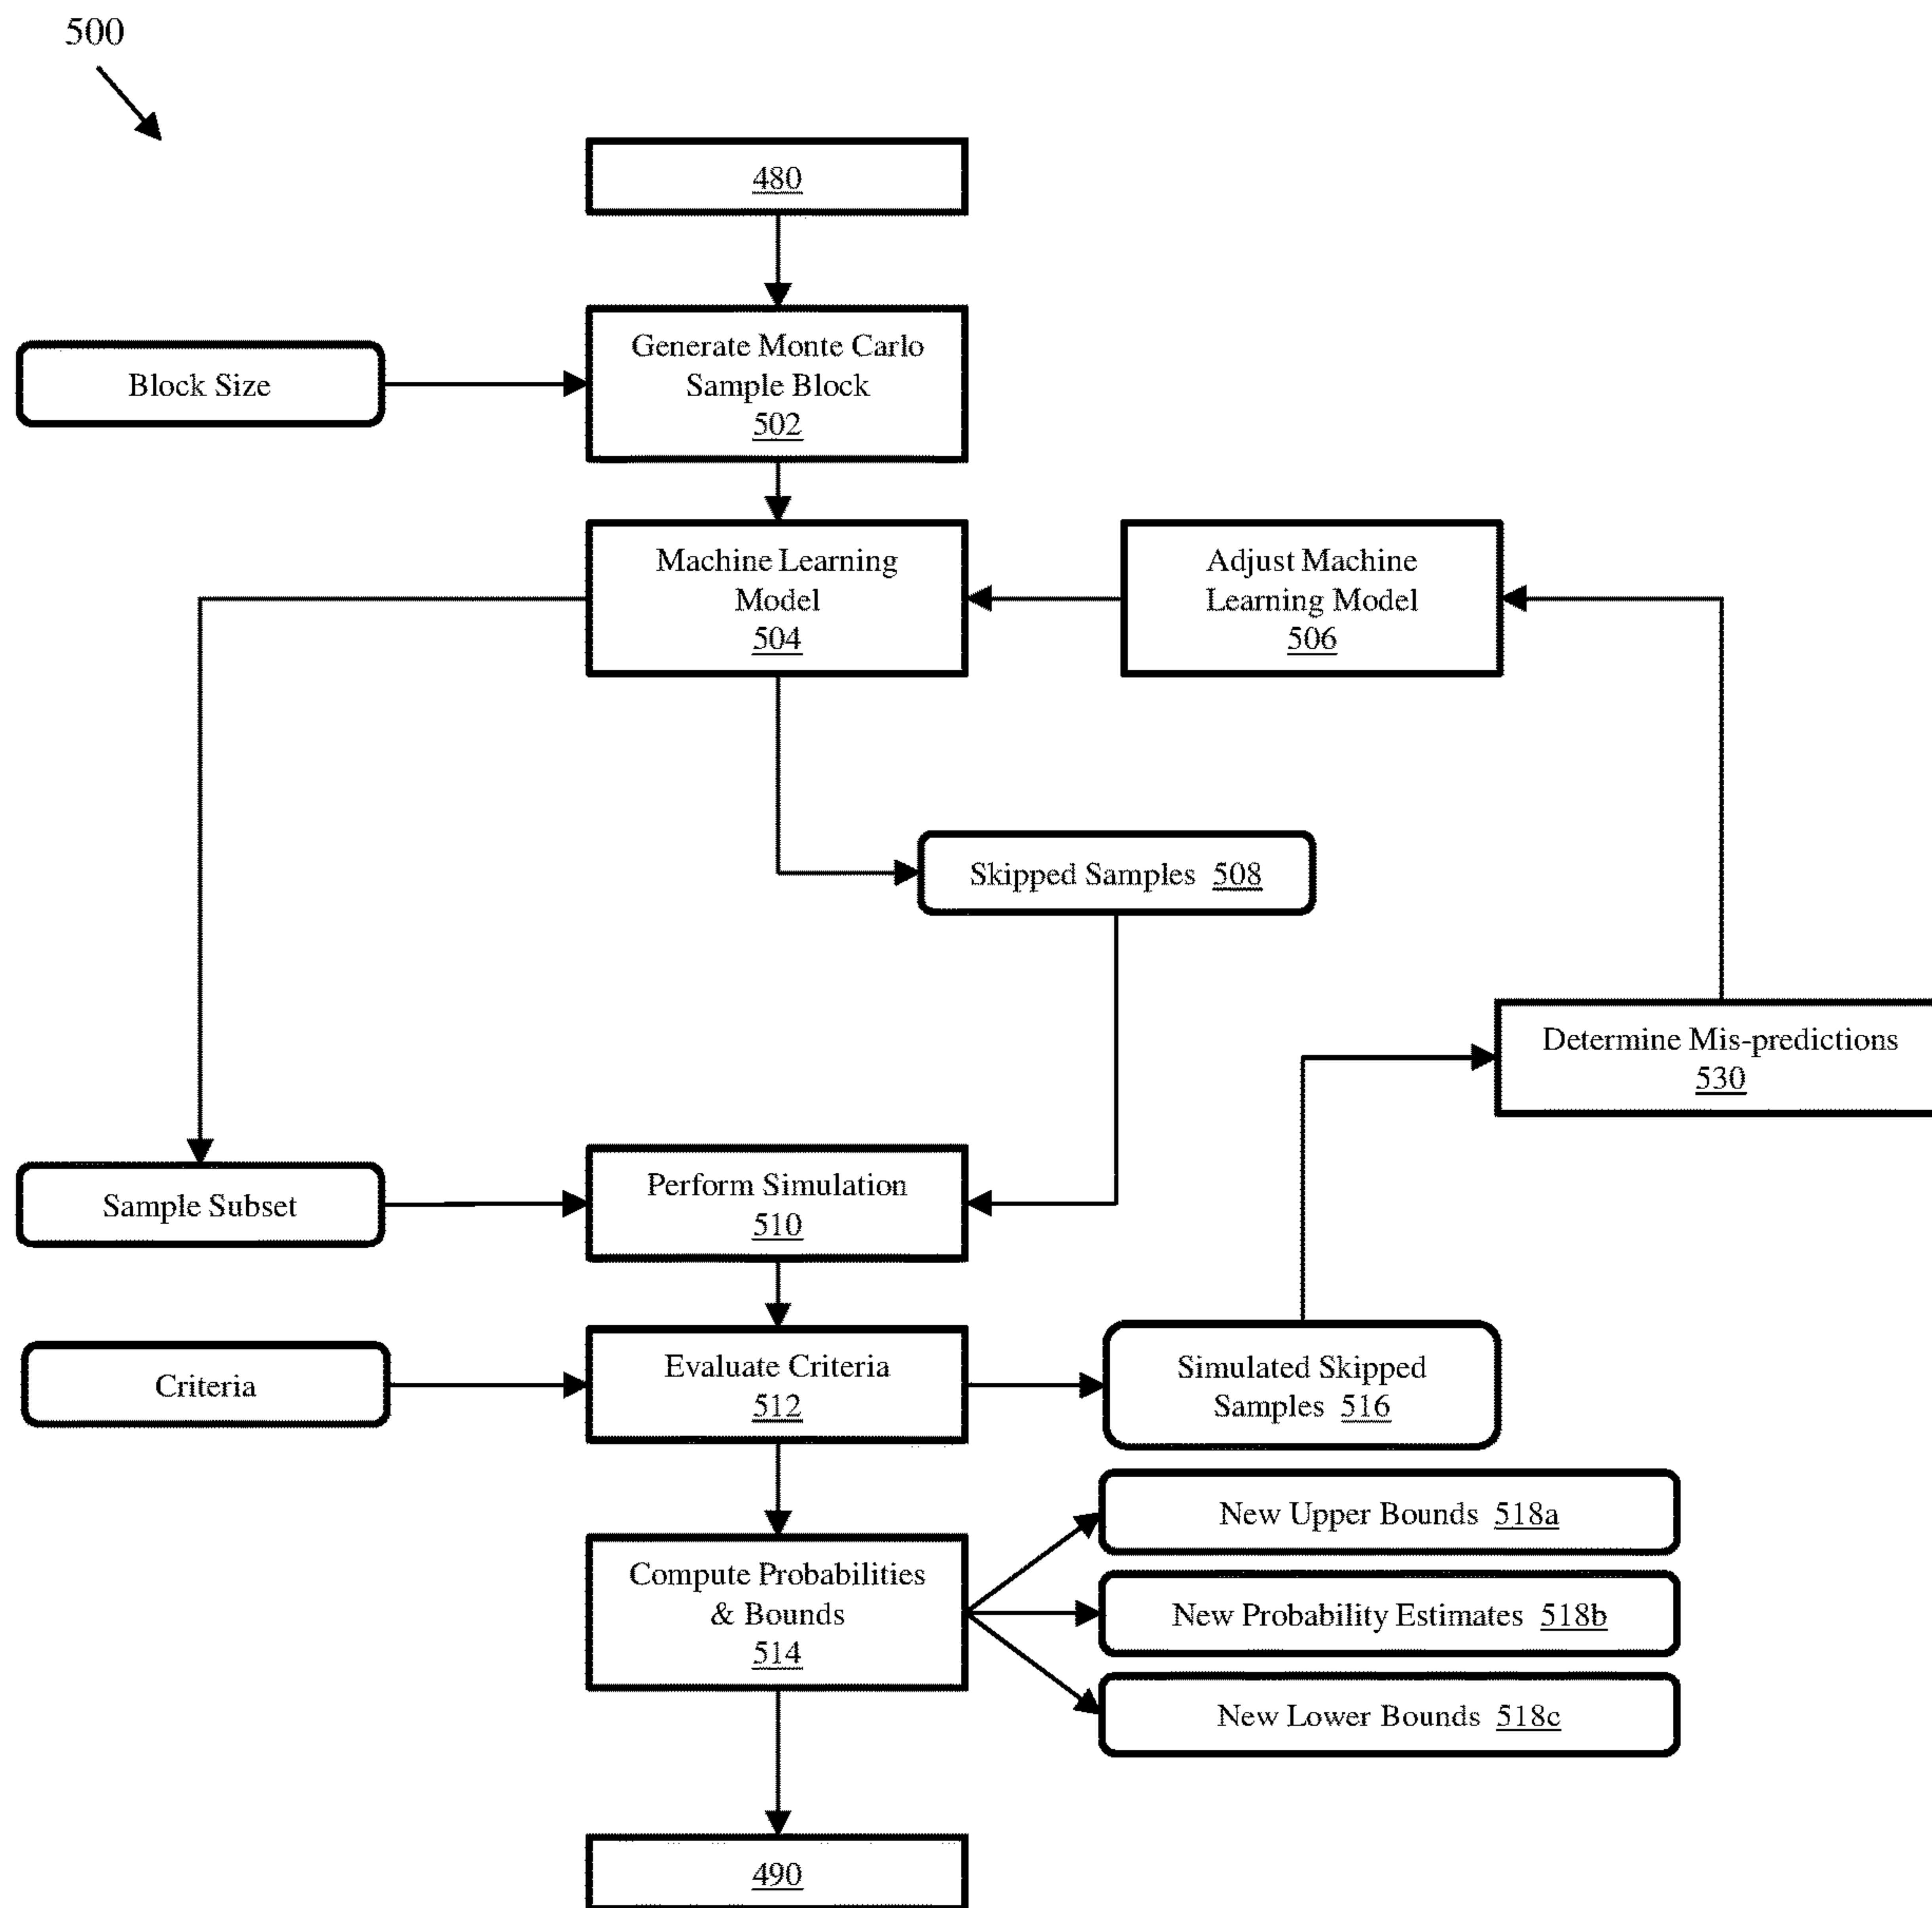 500
480
Block Size
Generate Monte Carlo
Sample Block
502
Machine Learning
Model
504
Adjust Machine
Learning Model
506
Skipped Samples 508
Determine Mis-predictions
530
Sample Subset
Perform Simulation
510
Criteria
Evaluate Criteria
512
Simulated Skipped
Samples 516
New Upper Bounds 518a
Compute Probabilities
& Bounds
514
New Probability Estimates 518b
New Lower Bounds 518c
490